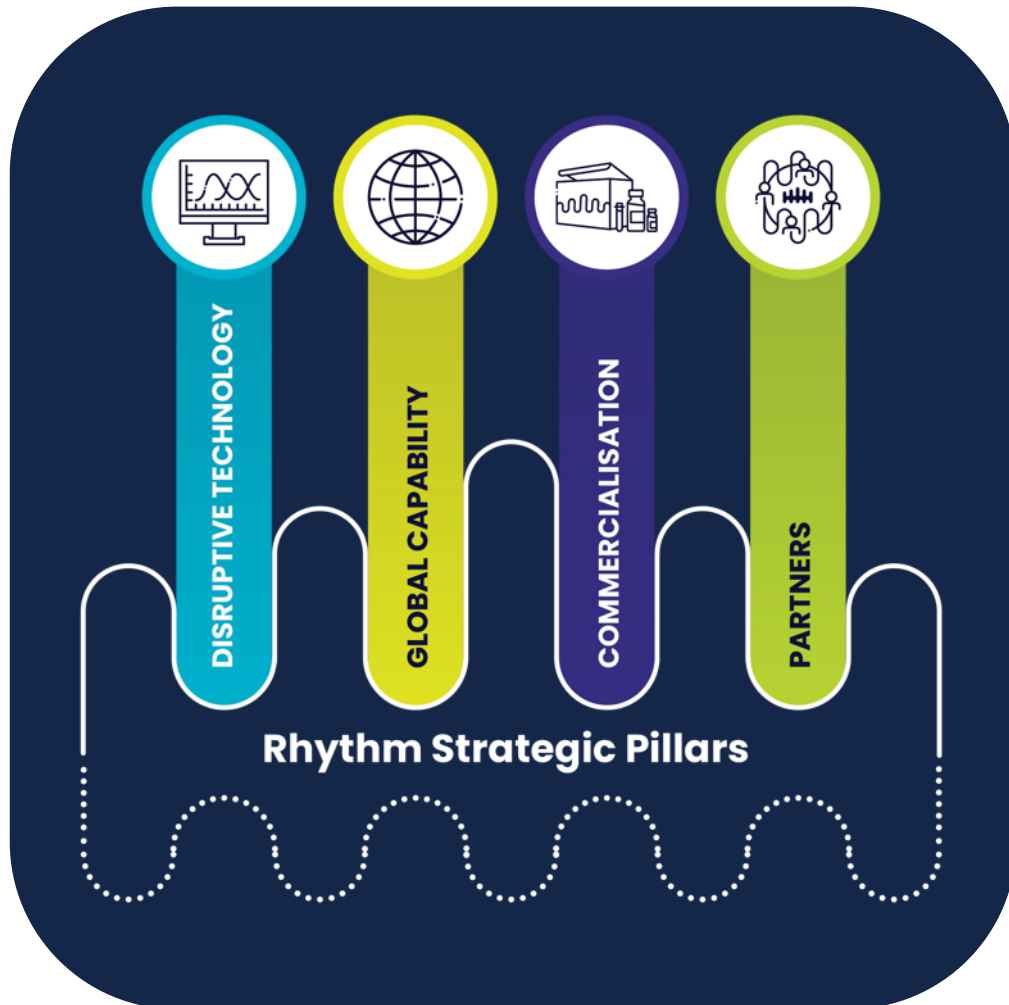 DISRUPTIVE TECHNOLOGY
GLOBAL CAPABILITY
COMMERCIALISATION
PARTNERS
Rhythm Strategic Pillars